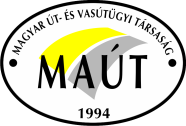 MAGYAR ÚT- ÉS VASÚTÜGYI TÁRSASÁG
MAÚT
1994